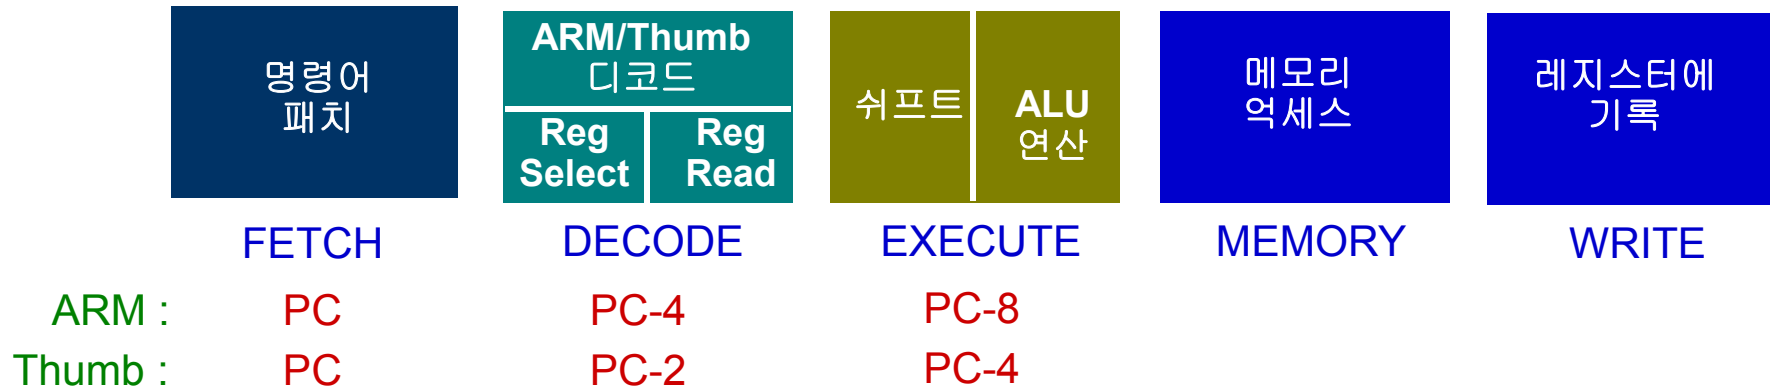 명령어
패치
ARM/Thumb
디코드
Reg
Select
Reg
Read
쉬프트
ALU
연산
메모리
억세스
레지스터에
기록
FETCH
DECODE
EXECUTE
MEMORY
WRITE
ARM : PC PC-4 PC-8
Thumb : PC PC-2 PC-4